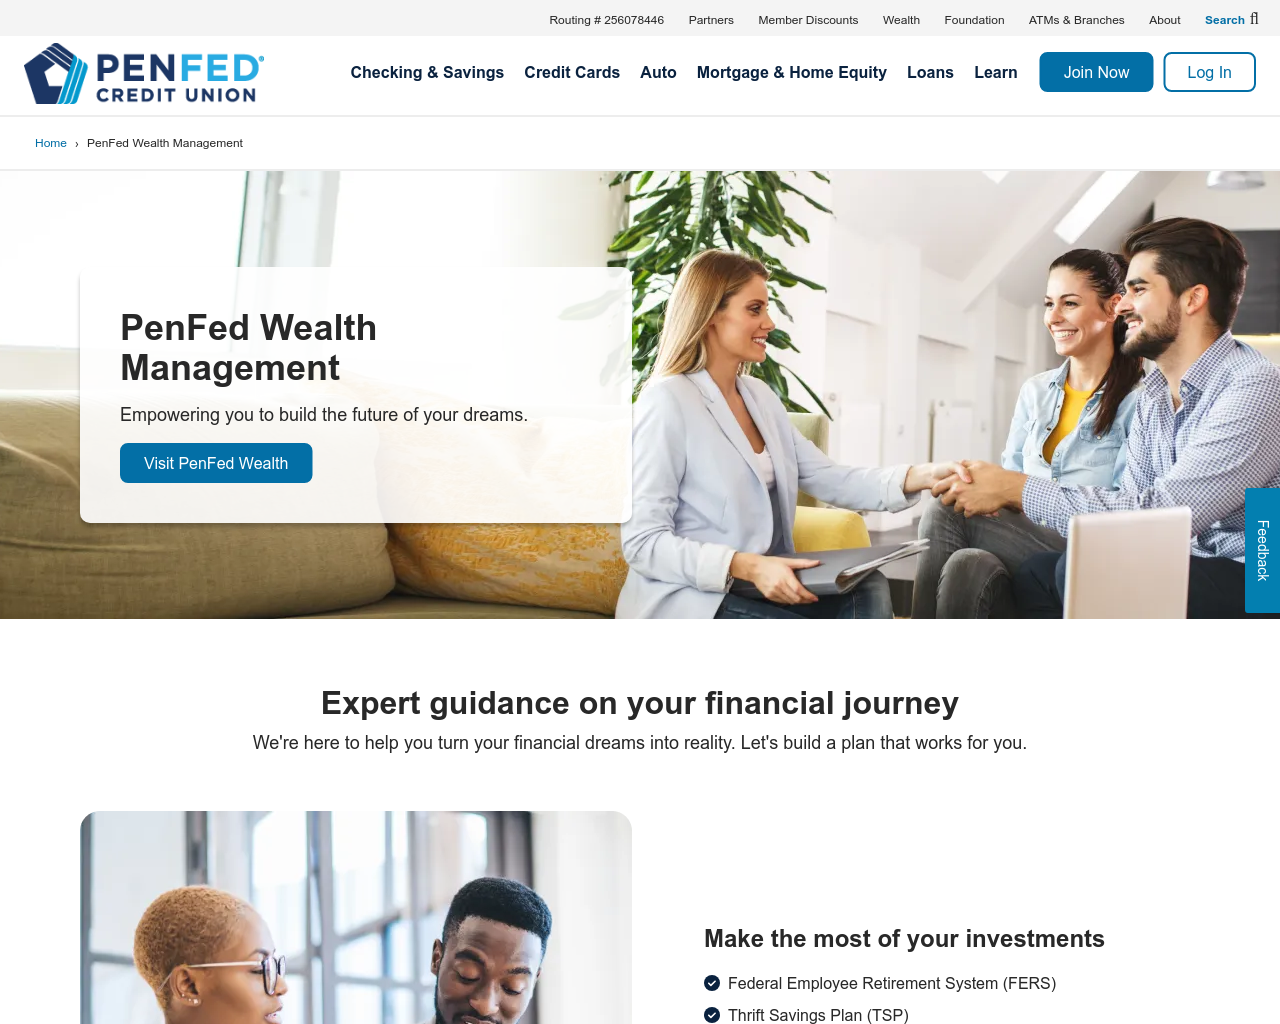 Routing # 256078446 Partners Member Discounts Wealth Foundation ATMs & Branches About Search
PENFED®
CREDIT UNION
Checking & Savings Credit Cards Auto Mortgage & Home Equity Loans Learn Join Now Log In
Home › PenFed Wealth Management
PenFed Wealth
Management
Empowering you to build the future of your dreams.
Visit PenFed Wealth
Feedback
Expert guidance on your financial journey
We're here to help you turn your financial dreams into reality. Let's build a plan that works for you.
Make the most of your investments
Federal Employee Retirement System (FERS)
Thrift Savings Plan (TSP)